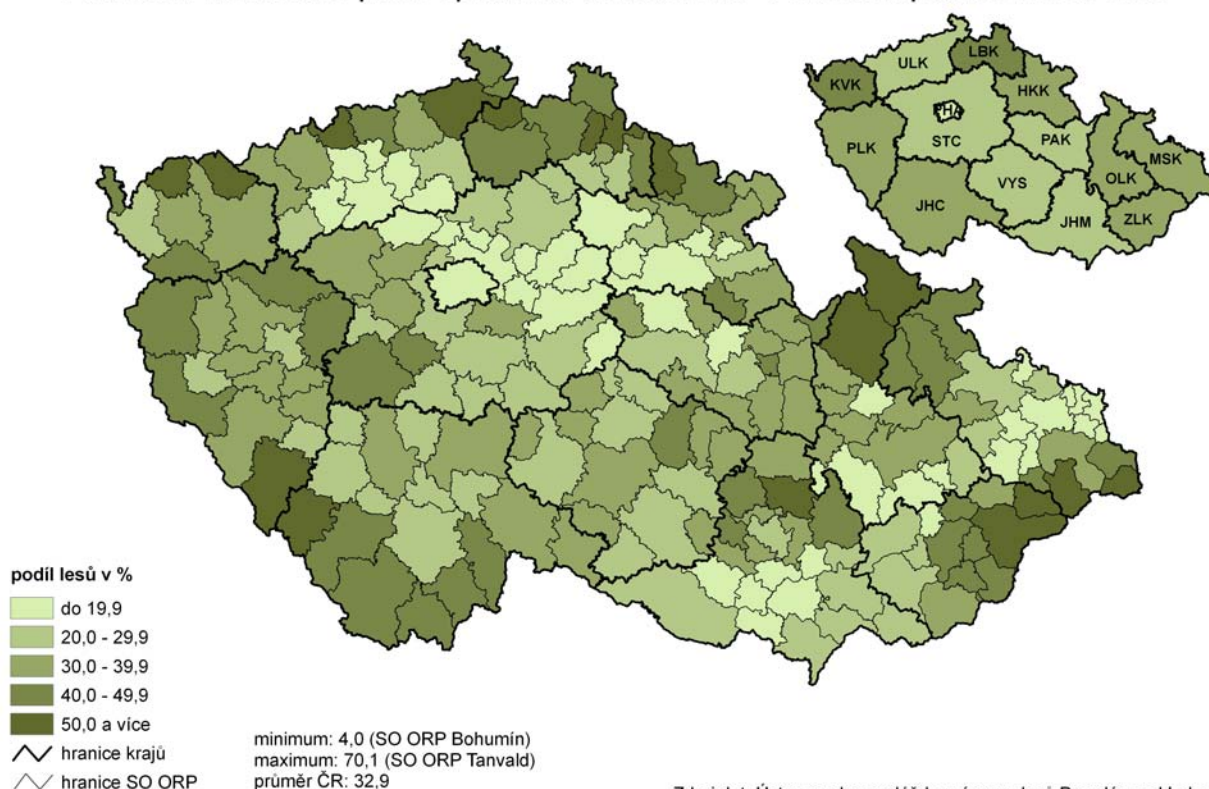 LBK
ULK
KVK
HKK
PHA
STC
PLK
PAK
MSK
OLK
VYS
JHC
JHM
ZLK
podíl lesů v %
do 19,9
20,0 - 29,9
30,0 - 39,9
40,0 - 49,9
50,0 a více
hranice krajů
hranice SO ORP
minimum: 4,0 (SO ORP Bohumín)
maximum: 70,1 (SO ORP Tanvald)
průměr ČR: 32,9